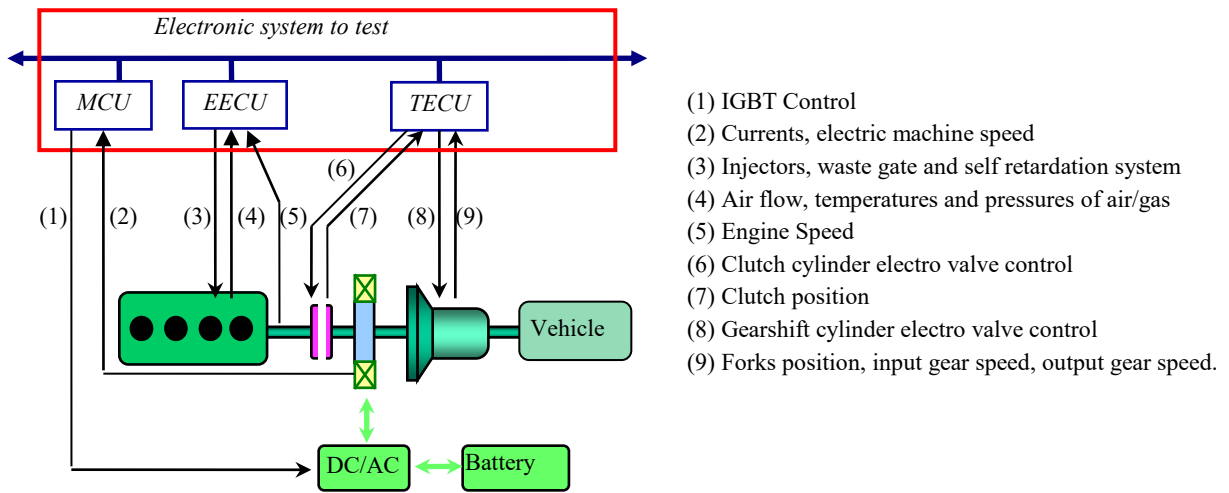 Electronic system to test
MCU
EECU
TECU
(1)
(2)
(3)
(4)
(5)
(6)
(7)
(8)
(9)
Vehicle
DC/AC
Battery
(1) IGBT Control
(2) Currents, electric machine speed
(3) Injectors, waste gate and self retardation system
(4) Air flow, temperatures and pressures of air/gas
(5) Engine Speed
(6) Clutch cylinder electro valve control
(7) Clutch position
(8) Gearshift cylinder electro valve control
(9) Forks position, input gear speed, output gear speed.